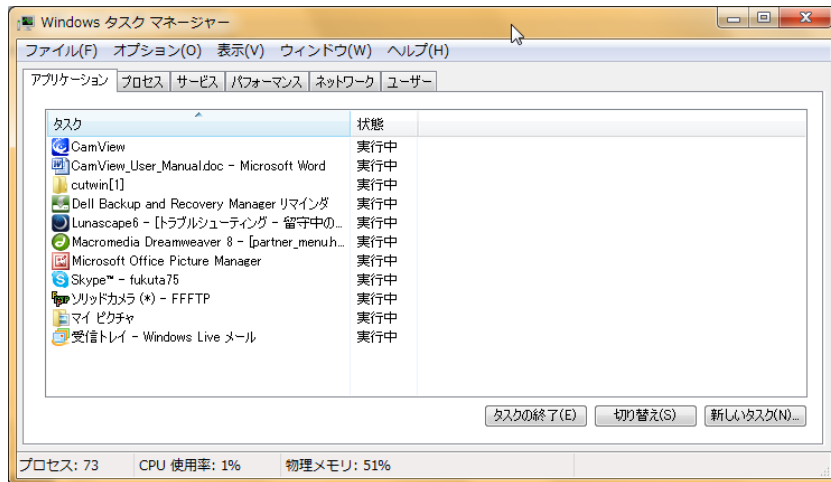 Windows タスク マネージャー
ファイル(F) オプション(O) 表示(V) ウィンドウ(W) ヘルプ(H)
アプリケーション プロセス サービス パフォーマンス ネットワーク ユーザー
タスク 状態
CamView 実行中
CamView_User_Manual.doc - Microsoft Word 実行中
cutwin[1] 実行中
Dell Backup and Recovery Manager リマインダ 実行中
Lunascape6 - [トラブルシューティング - 留守中の... 実行中
Macromedia Dreamweaver 8 - [partner_menu.h... 実行中
Microsoft Office Picture Manager 実行中
Skype™ - fukuta75 実行中
ソリッドカメラ (*) - FFFTP 実行中
マイ ピクチャ 実行中
受信トレイ - Windows Live メール 実行中
タスクの終了(E) 切り替え(S) 新しいタスク(N)...
プロセス: 73 CPU 使用率: 1% 物理メモリ: 51%